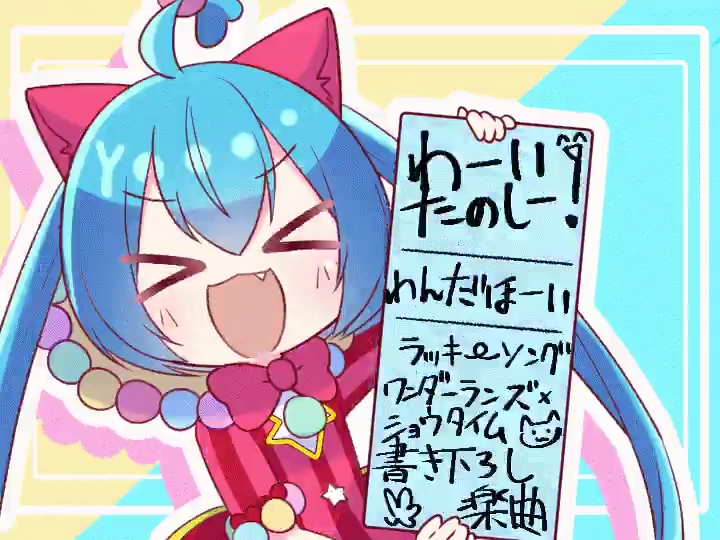 わーい!
たのしー!
わんだほーい
ラッキーソング
ワンダーランズ×
ショウタイム
書き下ろし
楽曲